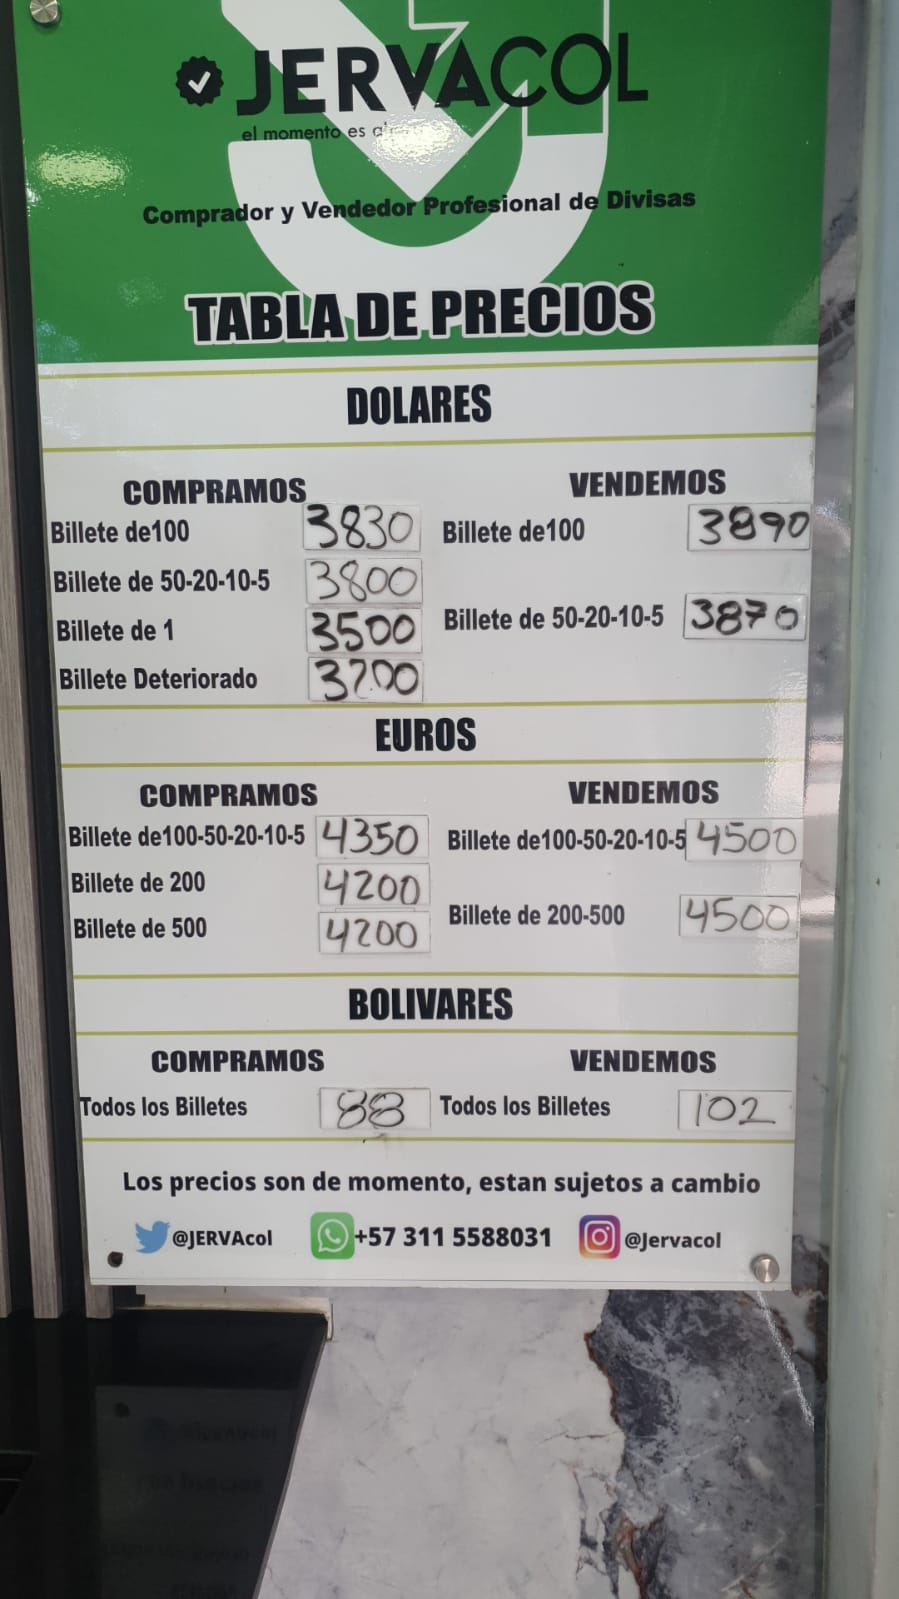 JERVACOL
el momento es
Comprador y Vendedor Profesional de Divisas
TABLA DE PRECIOS
DOLARES
COMPRAMOS VENDEMOS
Billete de100 3830 Billete de100 3890
Billete de 50-20-10-5 3800
Billete de 50-20-10-5 3870
Billete de 1 3500
Billete Deteriorado 3200
EUROS
COMPRAMOS VENDEMOS
Billete de100-50-20-10-5 4350 Billete de100-50-20-10-5 4500
Billete de 200 4200
Billete de 200-500 4500
Billete de 500 4200
BOLIVARES
COMPRAMOS VENDEMOS
Todos los Billetes 88 Todos los Billetes 102
Los precios son de momento, estan sujetos a cambio
@JERVAcol +57 311 5588031 @Jervacol